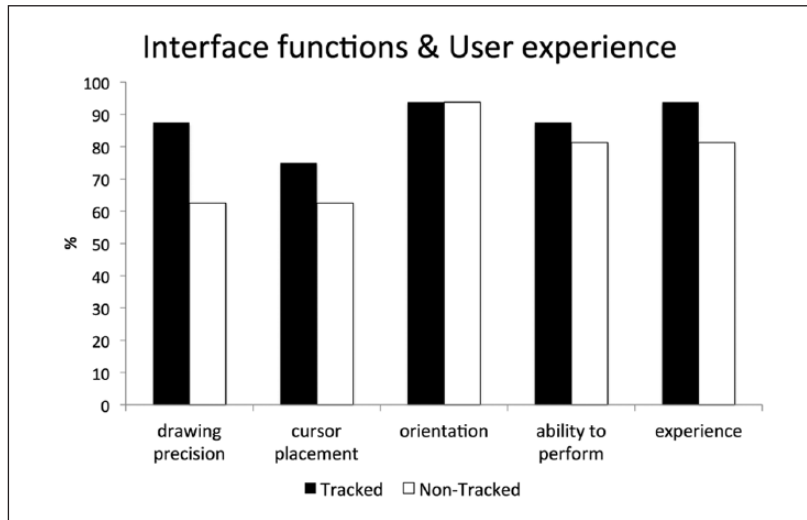 Interface functions & User experience
100
90
80
70
60
50
40
30
20
10
0
%
drawing precision
cursor placement
orientation
ability to perform
experience
Tracked
Non-Tracked